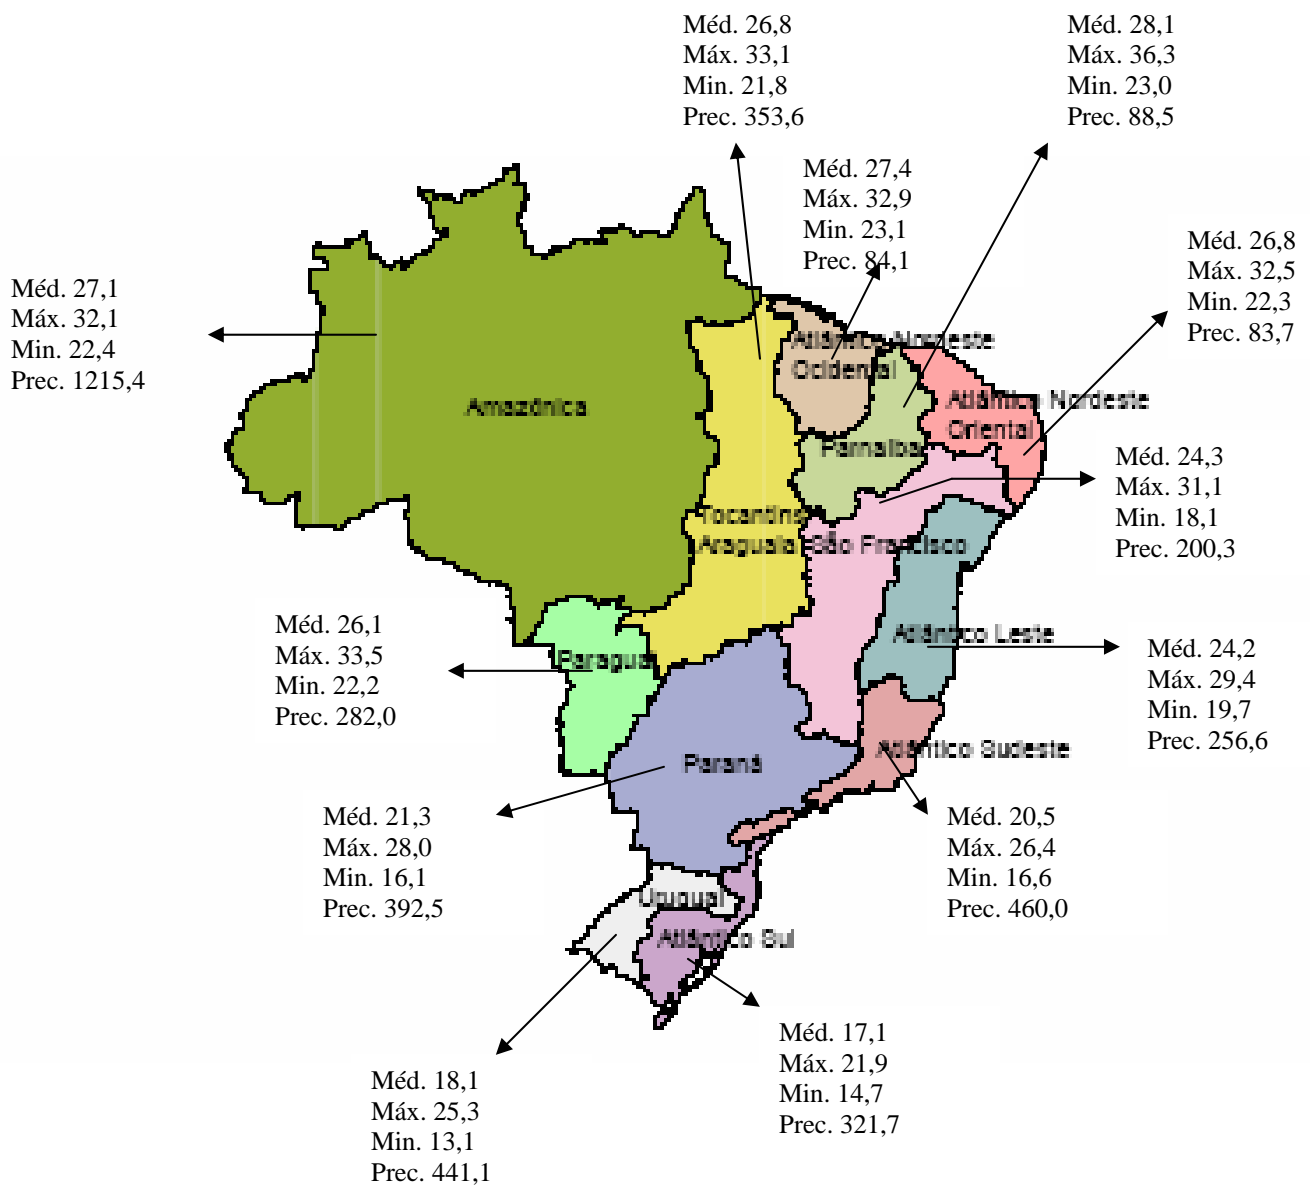 Méd. 26,8
Máx. 33,1
Min. 21,8
Prec. 353,6
Méd. 28,1
Máx. 36,3
Min. 23,0
Prec. 88,5
Méd. 27,4
Máx. 32,9
Min. 23,1
Prec. 84,1
Méd. 26,8
Máx. 32,5
Min. 22,3
Prec. 83,7
Méd. 27,1
Máx. 32,1
Min. 22,4
Prec. 1215,4
Atlântico Nordeste
Ocidental
Amazônica
Atlântico Nordeste
Oriental
Parnaíba
Méd. 24,3
Máx. 31,1
Min. 18,1
Prec. 200,3
Tocantins
Araguaia
São Francisco
Méd. 26,1
Máx. 33,5
Min. 22,2
Prec. 282,0
Paraguai
Atlântico Leste
Méd. 24,2
Máx. 29,4
Min. 19,7
Prec. 256,6
Paraná
Atlântico Sudeste
Méd. 21,3
Máx. 28,0
Min. 16,1
Prec. 392,5
Méd. 20,5
Máx. 26,4
Min. 16,6
Prec. 460,0
Uruguai
Atlântico Sul
Méd. 17,1
Máx. 21,9
Min. 14,7
Prec. 321,7
Méd. 18,1
Máx. 25,3
Min. 13,1
Prec. 441,1